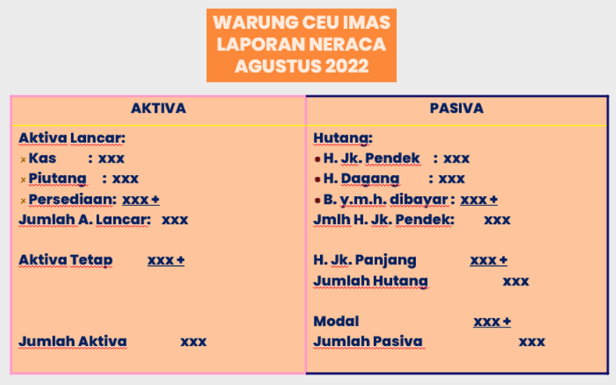 WARUNG CEU IMAS
LAPORAN NERACA
AGUSTUS 2022
AKTIVA
Aktiva Lancar:
Kas : xxx
Piutang : xxx
Persediaan: xxx +
Jumlah A. Lancar: xxx
Aktiva Tetap xxx +
Jumlah Aktiva xxx
PASIVA
Hutang:
H. Jk. Pendek : xxx
H. Dagang : xxx
B. y.m.h. dibayar : xxx +
Jmlh H. Jk. Pendek: xxx
H. Jk. Panjang xxx +
Jumlah Hutang xxx
Modal xxx +
Jumlah Pasiva xxx